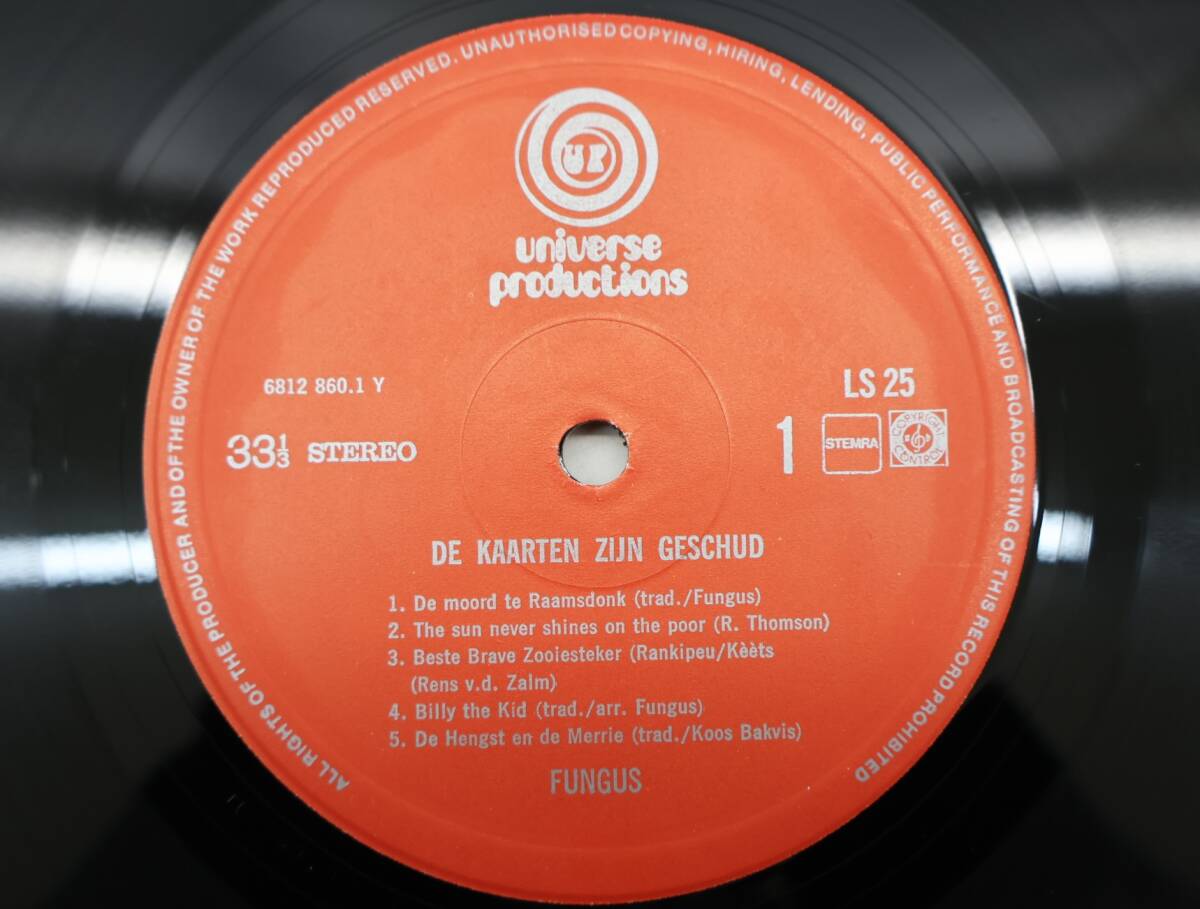 ALL RIGHTS OF THE PRODUCER AND OF THE OWNER OF THE WORK REPRODUCED RESERVED. UNAUTHORISED COPYING, HIRING, LENDING, PUBLIC PERFORMANCE AND BROADCASTING OF THIS RECORD PROHIBITED
UP
universe
productions
6812 860.1 Y
LS 25
33⅓ STEREO
1
STEMRA
COPYRIGHT CONTROL
DE KAARTEN ZIJN GESCHUD
1. De moord te Raamsdonk (trad./Fungus)
2. The sun never shines on the poor (R. Thomson)
3. Beste Brave Zooiesteker (Rankipeu/Kèèts
(Rens v.d. Zalm)
4. Billy the Kid (trad./arr. Fungus)
5. De Hengst en de Merrie (trad./Koos Bakvis)
FUNGUS